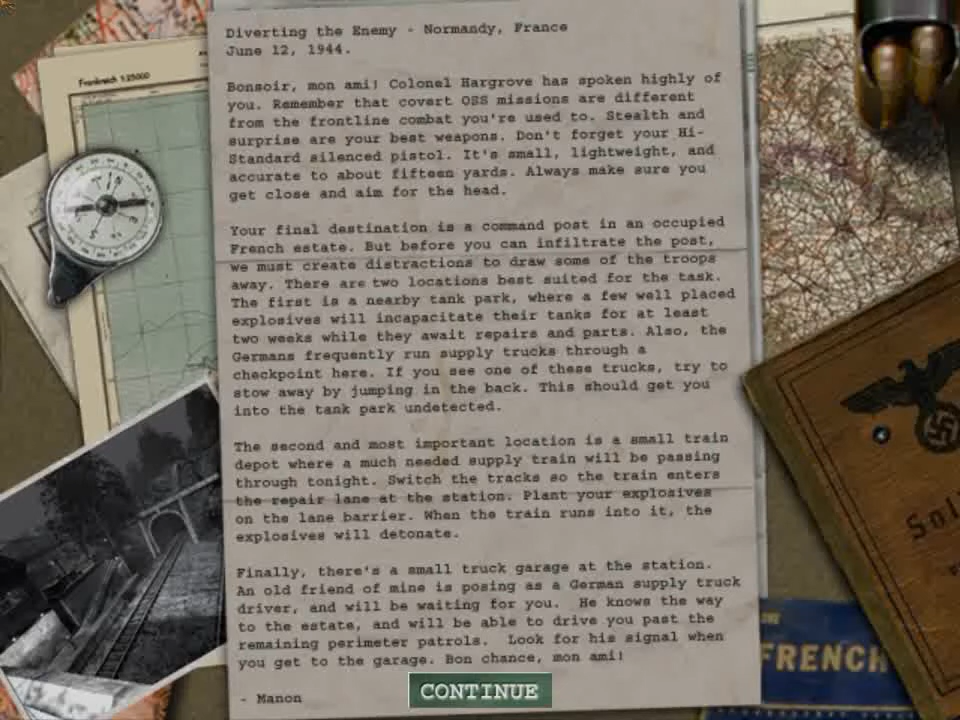 Diverting the Enemy - Normandy, France
June 12, 1944.
Bonsoir, mon ami! Colonel Hargrove has spoken highly of
you. Remember that covert OSS missions are different
from the frontline combat you're used to. Stealth and
surprise are your best weapons. Don't forget your Hi-
Standard silenced pistol. It's small, lightweight, and
accurate to about fifteen yards. Always make sure you
get close and aim for the head.
Your final destination is a command post in an occupied
French estate. But before you can infiltrate the post,
we must create distractions to draw some of the troops
away. There are two locations best suited for the task.
The first is a nearby tank park, where a few well placed
explosives will incapacitate their tanks for at least
two weeks while they await repairs and parts. Also, the
Germans frequently run supply trucks through a
checkpoint here. If you see one of these trucks, try to
stow away by jumping in the back. This should get you
into the tank park undetected.
The second and most important location is a small train
depot where a much needed supply train will be passing
through tonight. Switch the tracks so the train enters
the repair lane at the station. Plant your explosives
on the lane barrier. When the train runs into it, the
explosives will detonate.
Finally, there's a small truck garage at the station.
An old friend of mine is posing as a German supply truck
driver, and will be waiting for you. He knows the way
to the estate, and will be able to drive you past the
remaining perimeter patrols. Look for his signal when
you get to the garage. Bon chance, mon ami!
- Manon
CONTINUE
Frankreich 1:25000
FRENCH